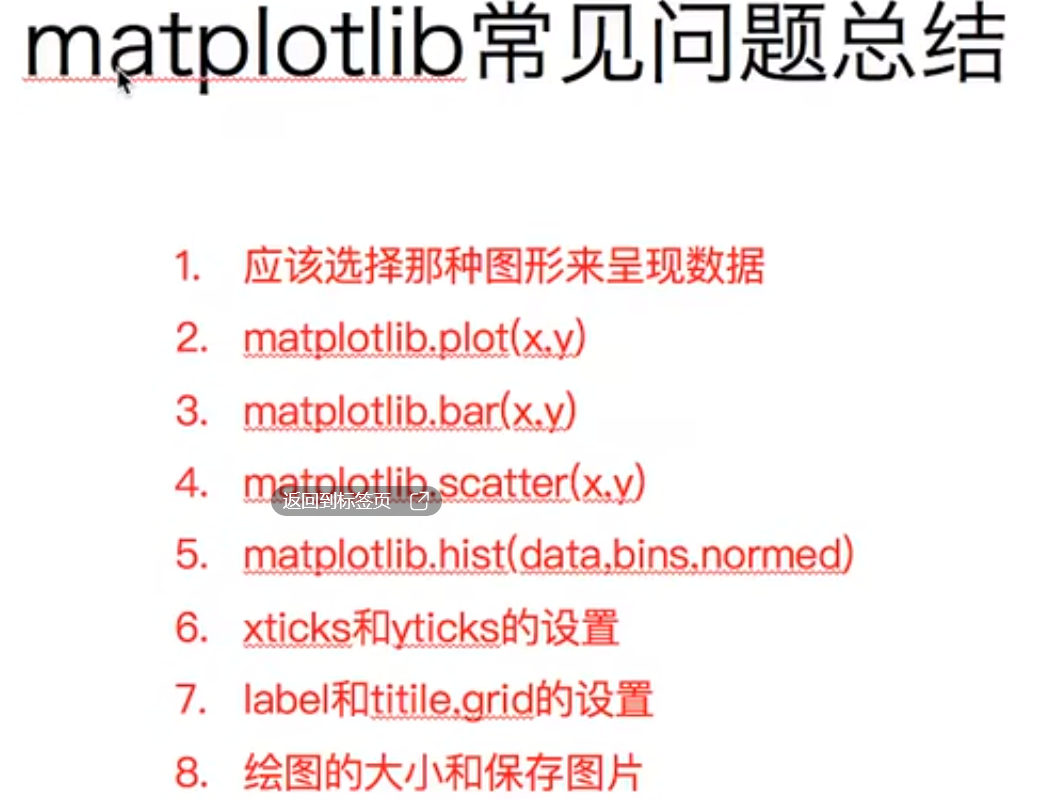 matplotlib常见问题总结
1. 应该选择那种图形来呈现数据
2. matplotlib.plot(x,y)
3. matplotlib.bar(x,y)
4. matplotlib.scatter(x,y)
返回到标签页
5. matplotlib.hist(data,bins,normed)
6. xticks和yticks的设置
7. label和titile,grid的设置
8. 绘图的大小和保存图片